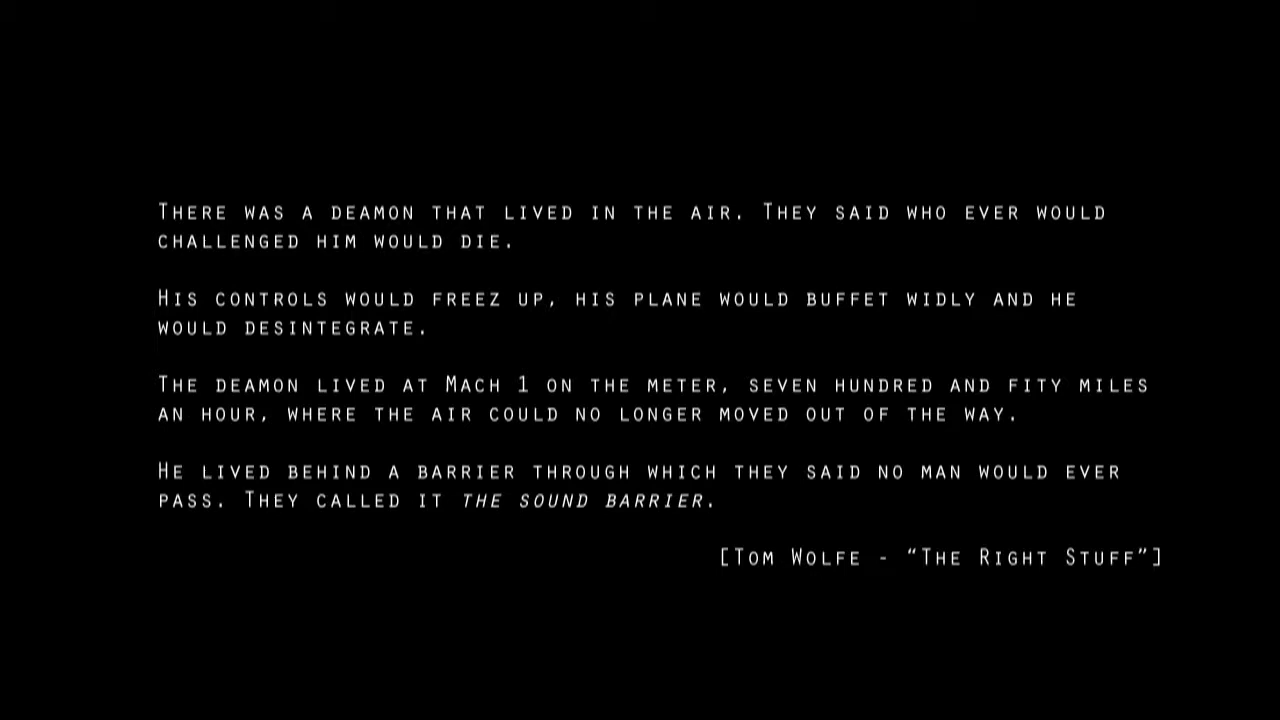 There was a deamon that lived in the air. They said who ever would
challenged him would die.
His controls would freez up, his plane would buffet widly and he
would desintegrate.
The deamon lived at Mach 1 on the meter, seven hundred and fity miles
an hour, where the air could no longer moved out of the way.
He lived behind a barrier through which they said no man would ever
pass. They called it the sound barrier.
[Tom Wolfe - “The Right Stuff”]